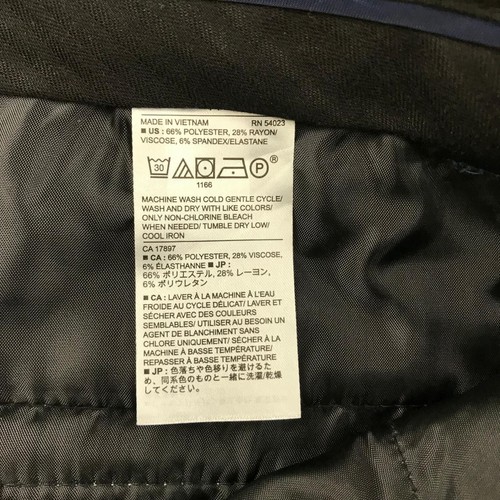 MADE IN VIETNAM RN 54023
■ US : 66% POLYESTER, 28% RAYON/
VISCOSE, 6% SPANDEX/ELASTANE
30 P ®
1166
MACHINE WASH COLD GENTLE CYCLE/
WASH AND DRY WITH LIKE COLORS/
ONLY NON-CHLORINE BLEACH
WHEN NEEDED/ TUMBLE DRY LOW/
COOL IRON
CA 17897
■ CA : 66% POLYESTER, 28% VISCOSE,
6% ÉLASTHANNE ■ JP :
66% ポリエステル, 28% レーヨン,
6% ポリウレタン
■ CA : LAVER À LA MACHINE À L'EAU
FROIDE AU CYCLE DÉLICAT/ LAVER ET
SÉCHER AVEC DES COULEURS
SEMBLABLES/ UTILISER AU BESOIN UN
AGENT DE BLANCHIMENT SANS
CHLORE UNIQUEMENT/ SÉCHER À LA
MACHINE À BASSE TEMPÉRATURE/
REPASSER À BASSE TEMPÉRATURE
■ JP : 色落ちや色移りを避けるた
め、同系色のものと一緒に洗濯/乾燥
してください。